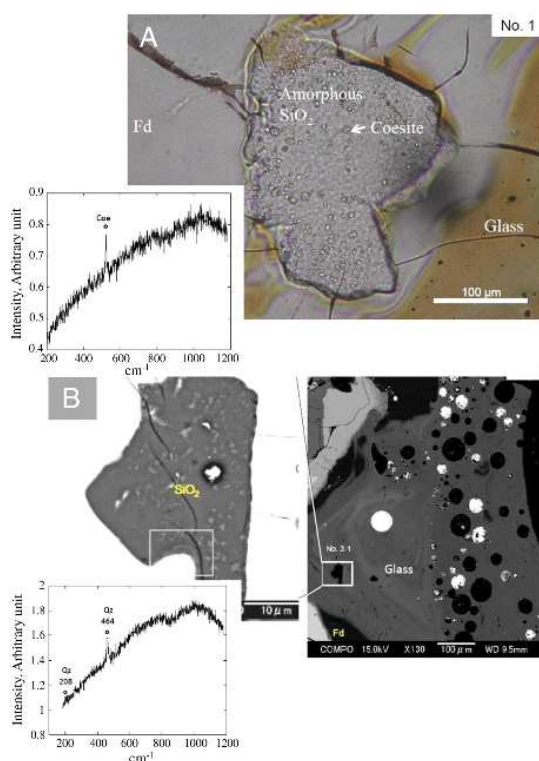 A
No. 1
Amorphous
SiO2
Coesite
Fd
Glass
100 μm
Intensity. Arbitrary unit
0.9
0.8
0.7
0.6
0.5
0.4
Coe
200 400 600 800 1000 1200
cm-1
B
SiO2
10 μm
No. 3.1
Glass
Fd
COMPO 15.0kV X130 100 μm WD 9.5mm
Intensity. Arbitrary unit
2
1.8
1.6
1.4
1.2
1
Qz
464
Qz
208
0 200 400 600 800 1000 1200
cm-1